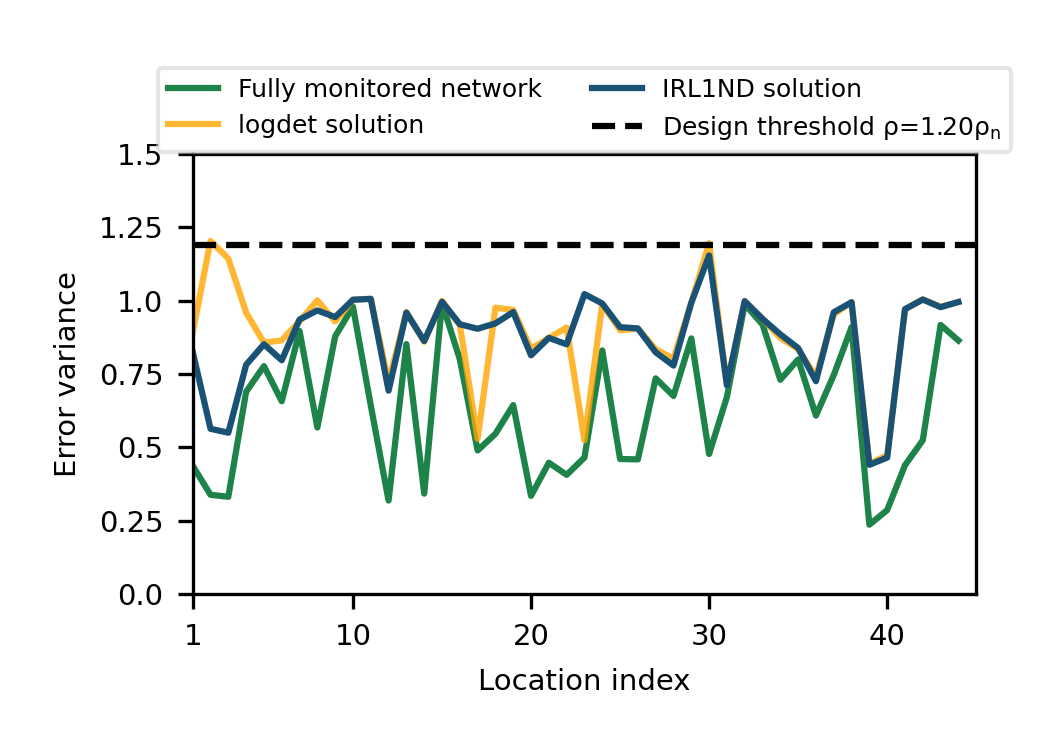 Fully monitored network
logdet solution
IRL1ND solution
Design threshold ρ=1.20ρn
1.5
1.25
1.0
0.75
0.5
0.25
0.0
Error variance
1 10 20 30 40
Location index